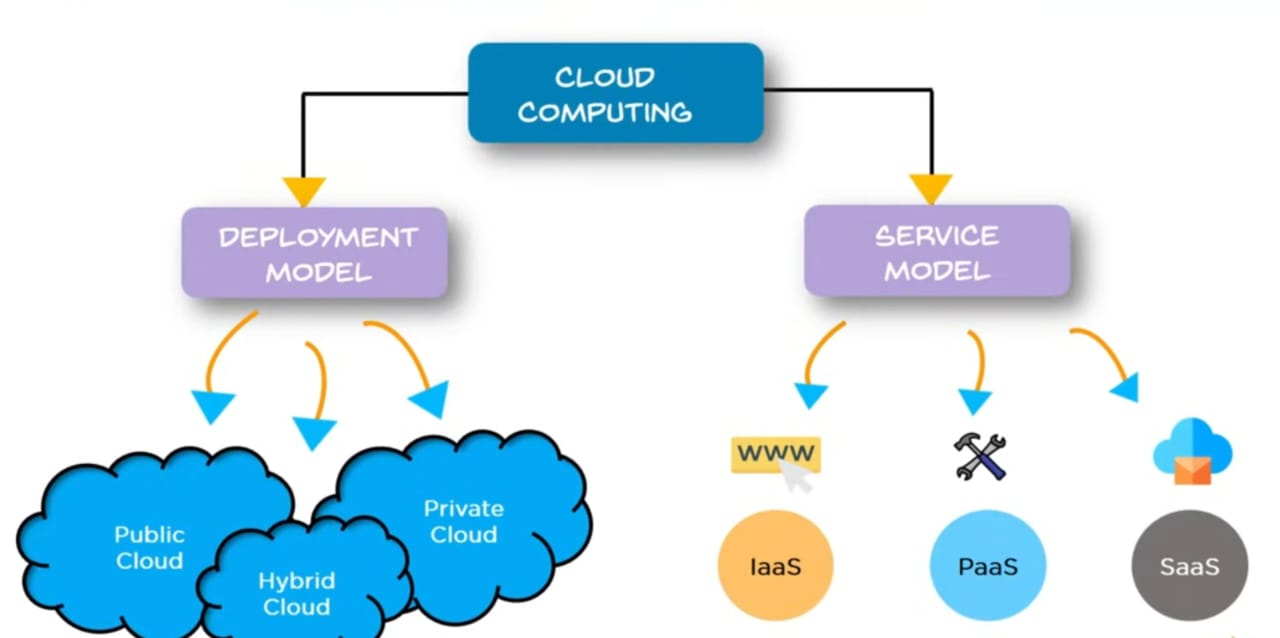 CLOUD
COMPUTING
DEPLOYMENT
MODEL
SERVICE
MODEL
Public
Cloud
Hybrid
Cloud
Private
Cloud
WWW
IaaS
PaaS
SaaS